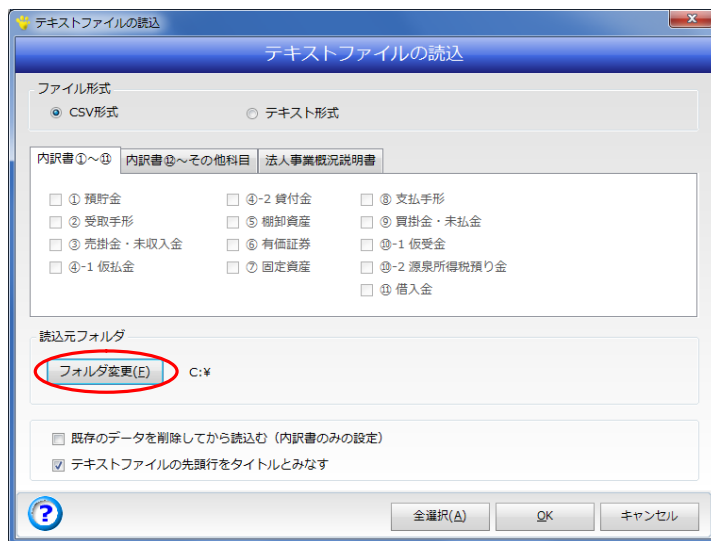 テキストファイルの読込
テキストファイルの読込
ファイル形式
CSV形式 テキスト形式
内訳書①～⑪ 内訳書⑫～その他科目 法人事業概況説明書
① 預貯金 ④-2 貸付金 ⑧ 支払手形
② 受取手形 ⑤ 棚卸資産 ⑨ 買掛金・未払金
③ 売掛金・未収入金 ⑥ 有価証券 ⑩-1 仮受金
④-1 仮払金 ⑦ 固定資産 ⑩-2 源泉所得税預り金
⑪ 借入金
読込元フォルダ
フォルダ変更(F) C:¥
既存のデータを削除してから読込む（内訳書のみの設定）
テキストファイルの先頭行をタイトルとみなす
? 全選択(A) OK キャンセル